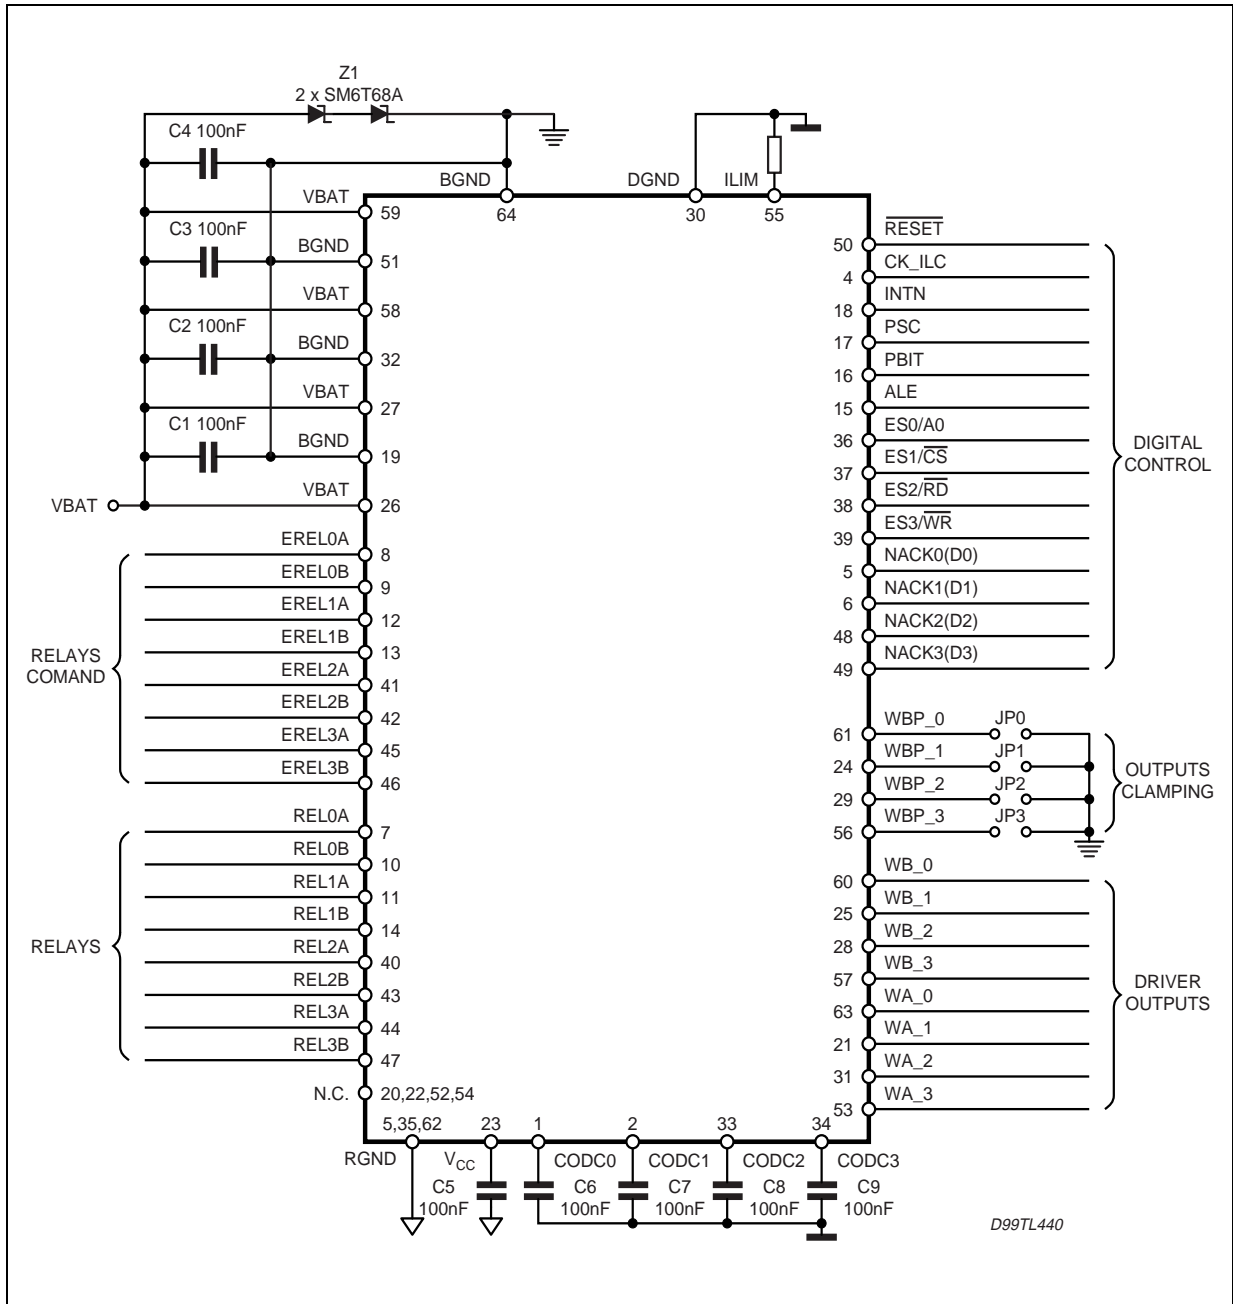 Z1
2 x SM6T68A
C4 100nF
BGND
DGND
ILIM
64
30
55
VBAT
59
C3 100nF
BGND
51
VBAT
58
C2 100nF
BGND
32
VBAT
27
C1 100nF
BGND
19
VBAT
VBAT
26
EREL0A
8
EREL0B
9
EREL1A
12
EREL1B
13
EREL2A
41
EREL2B
42
EREL3A
45
EREL3B
46
RELAYS
COMAND
REL0A
7
REL0B
10
REL1A
11
REL1B
14
REL2A
40
REL2B
43
REL3A
44
REL3B
47
RELAYS
N.C.
20,22,52,54
RESET
50
CK_ILC
4
INTN
18
PSC
17
PBIT
16
ALE
15
ES0/A0
36
ES1/CS
37
ES2/RD
38
ES3/WR
39
NACK0(D0)
5
NACK1(D1)
6
NACK2(D2)
48
NACK3(D3)
49
DIGITAL
CONTROL
WBP_0
JP0
61
WBP_1
JP1
24
WBP_2
JP2
29
WBP_3
JP3
56
OUTPUTS
CLAMPING
WB_0
60
WB_1
25
WB_2
28
WB_3
57
WA_0
63
WA_1
21
WA_2
31
WA_3
53
DRIVER
OUTPUTS
5,35,62
23
1
2
33
34
RGND
VCC
CODC0
CODC1
CODC2
CODC3
C5
100nF
C6
100nF
C7
100nF
C8
100nF
C9
100nF
D99TL440